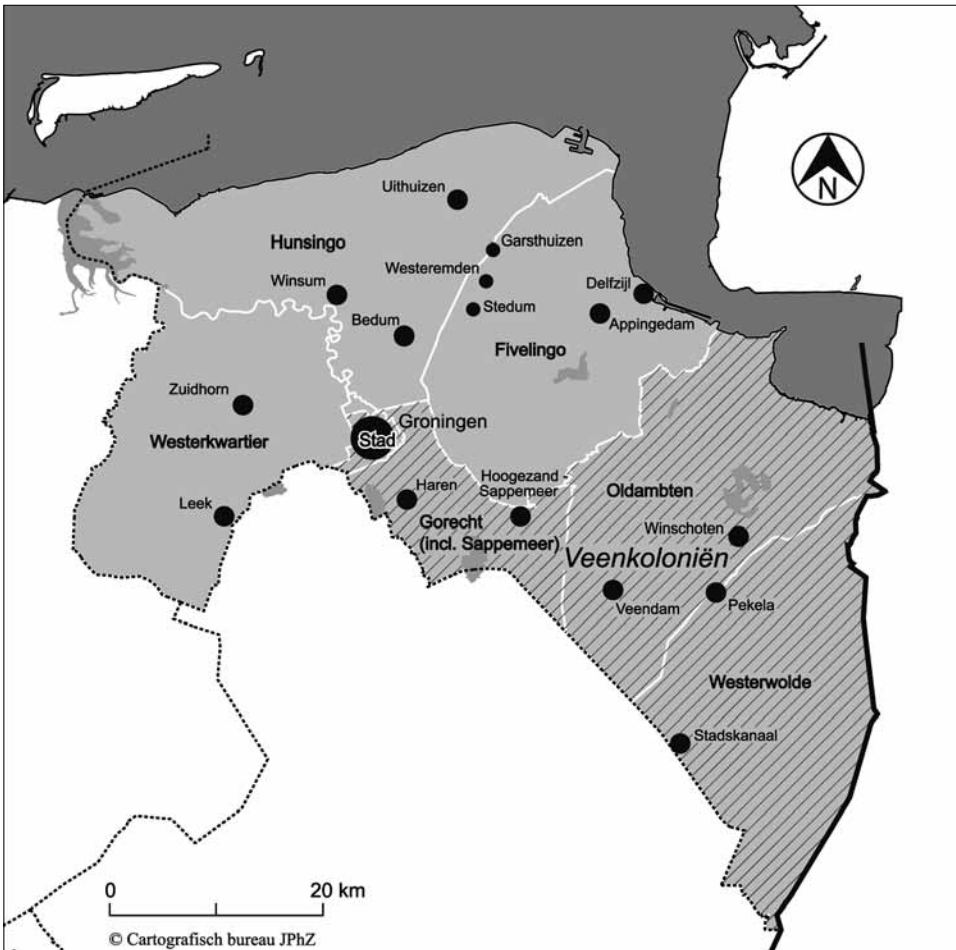 N
Uithuizen
Hunsingo
Garsthuizen
Westeremden
Winsum
Delfzijl
Stedum
Bedum
Appingedam
Fivelingo
Zuidhorn
Groningen
Westerkwartier
Stad
Hoogezand -
Sappemeer
Haren
Oldambten
Leek
Gorecht
(incl. Sappemeer)
Winschoten
Veenkoloniën
Veendam
Pekela
Westerwolde
Stadskanaal
0 20 km
© Cartografisch bureau JPhZ